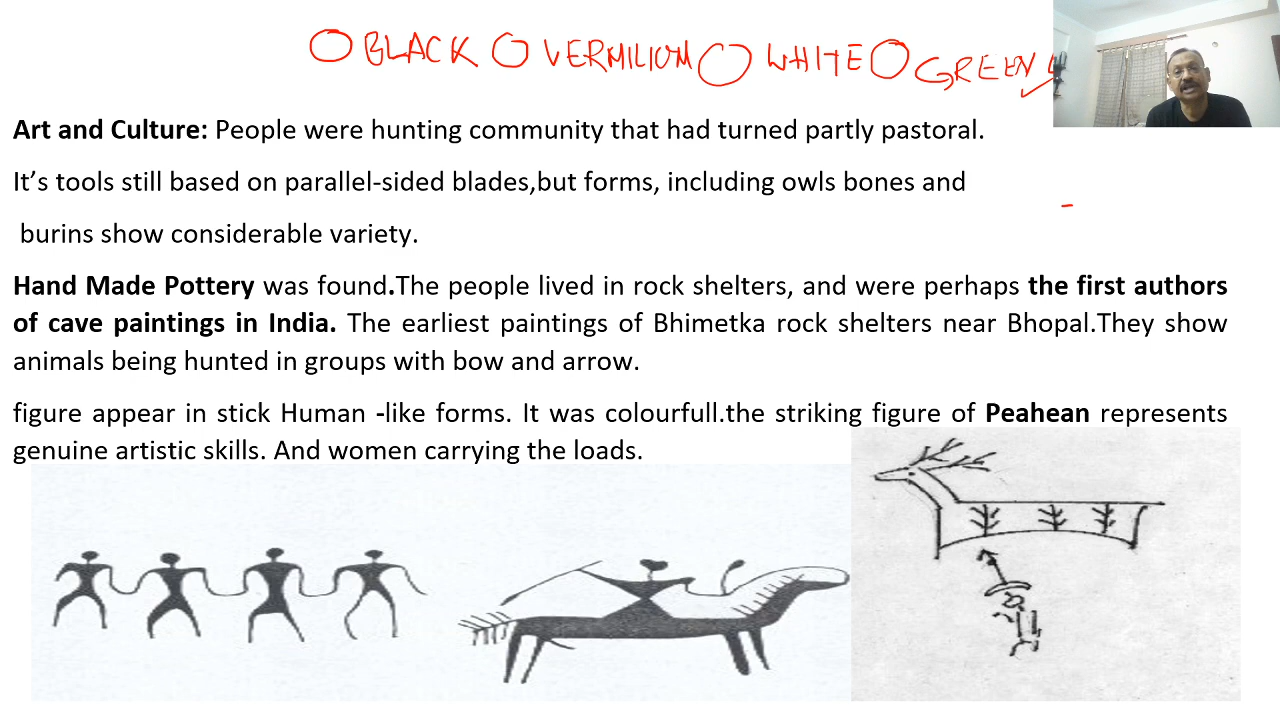 BLACK VERMILIOM WHITE GREEN
Art and Culture: People were hunting community that had turned partly pastoral.
It’s tools still based on parallel-sided blades,but forms, including owls bones and
burins show considerable variety.
Hand Made Pottery was found.The people lived in rock shelters, and were perhaps the first authors
of cave paintings in India. The earliest paintings of Bhimetka rock shelters near Bhopal.They show
animals being hunted in groups with bow and arrow.
figure appear in stick Human -like forms. It was colourfull.the striking figure of Peahean represents
genuine artistic skills. And women carrying the loads.